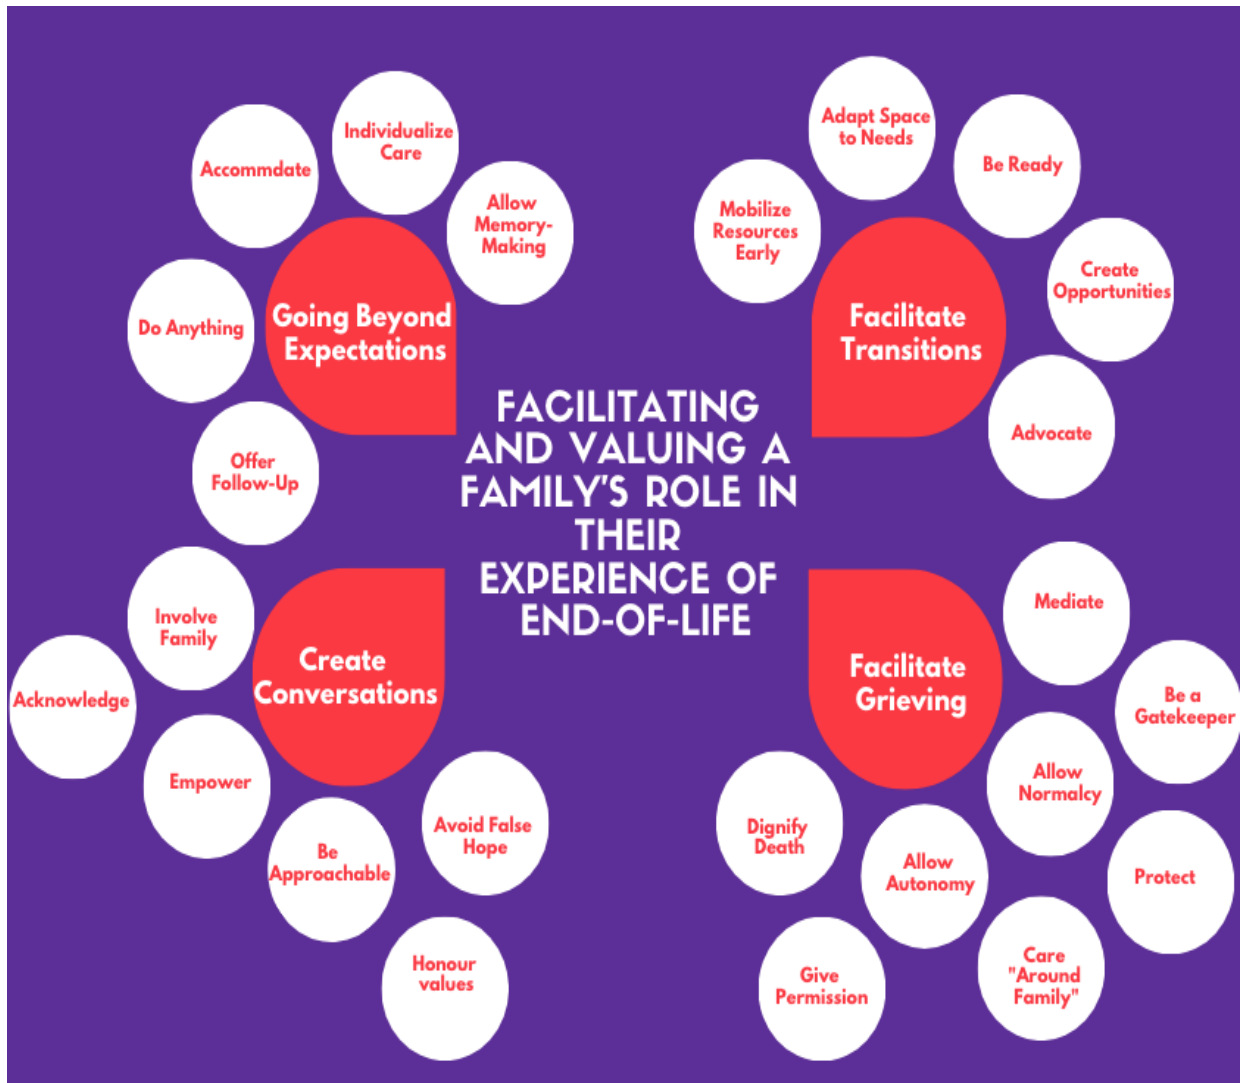 Individualize
Care
Accommdate
Allow
Memory-
Making
Do Anything
Going Beyond
Expectations
Offer
Follow-Up
Adapt Space
to Needs
Be Ready
Mobilize
Resources
Early
Create
Opportunities
Facilitate
Transitions
Advocate
FACILITATING
AND VALUING A
FAMILY'S ROLE IN
THEIR
EXPERIENCE OF
END-OF-LIFE
Involve
Family
Acknowledge
Create
Conversations
Empower
Be
Approachable
Avoid False
Hope
Honour
values
Mediate
Facilitate
Grieving
Be a
Gatekeeper
Allow
Normalcy
Dignify
Death
Allow
Autonomy
Protect
Give
Permission
Care
"Around
Family"